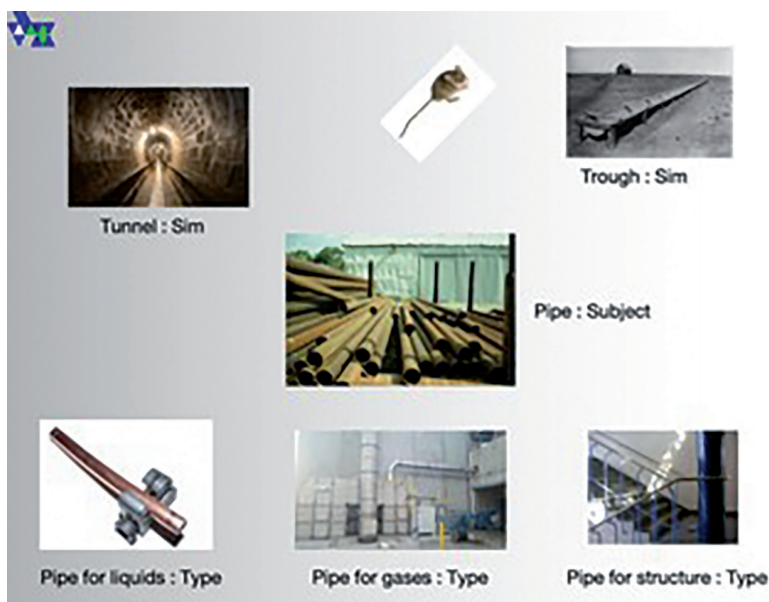 Trough : Sim
Tunnel : Sim
Pipe : Subject
Pipe for liquids : Type
Pipe for gases : Type
Pipe for structure : Type